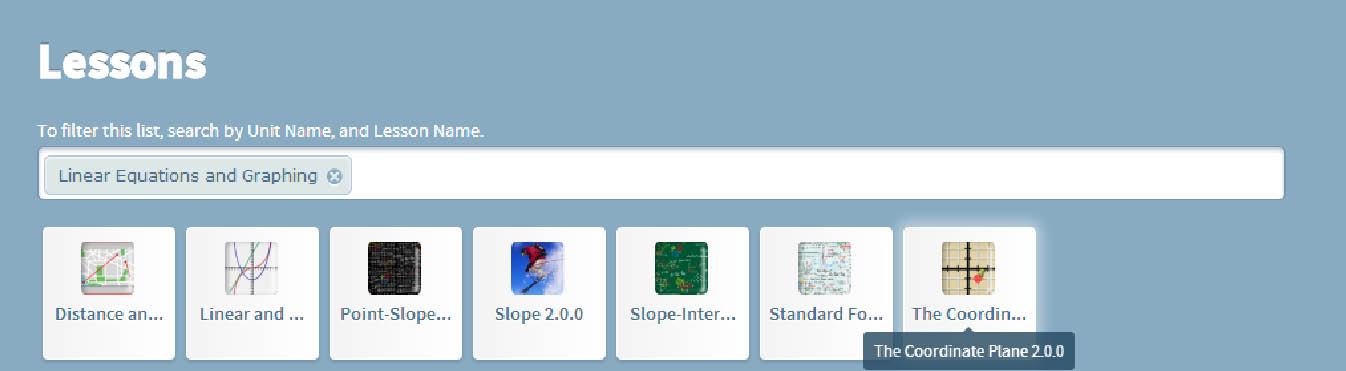 Lessons
To filter this list, search by Unit Name, and Lesson Name.
Linear Equations and Graphing
Distance an...
Linear and ...
Point-Slope...
Slope 2.0.0
Slope-Inter...
Standard Fo...
The Coordin...
The Coordinate Plane 2.0.0